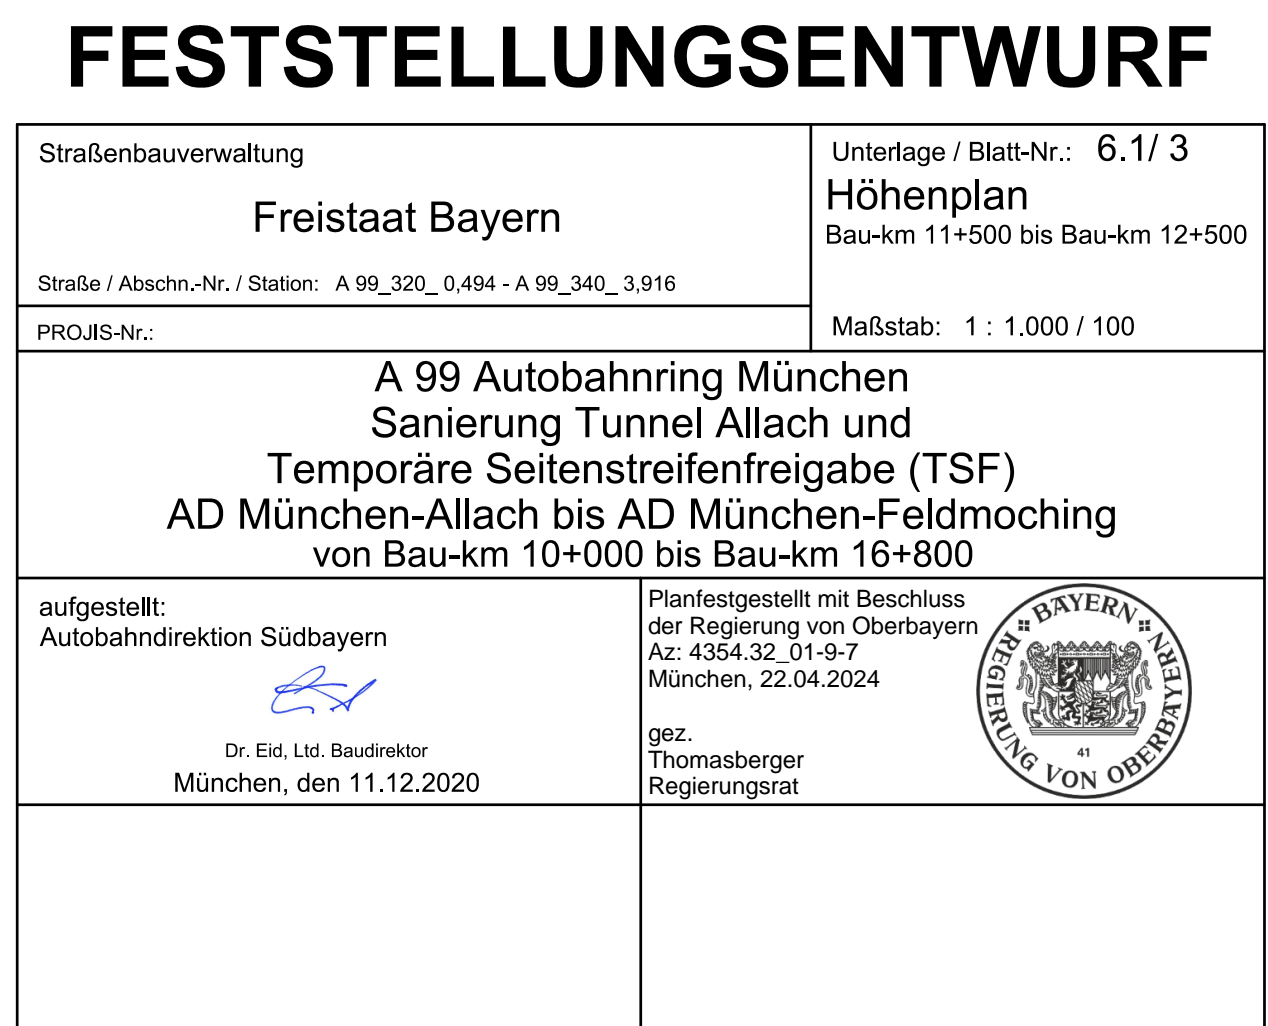 FESTSTELLUNGSENTWURF
Straßenbauverwaltung
Freistaat Bayern
Straße / Abschn.-Nr. / Station: A 99_320_ 0,494 - A 99_340_ 3,916
PROJIS-Nr.:
Unterlage / Blatt-Nr.: 6.1/ 3
Höhenplan
Bau-km 11+500 bis Bau-km 12+500
Maßstab: 1 : 1.000 / 100
A 99 Autobahnring München
Sanierung Tunnel Allach und
Temporäre Seitenstreifenfreigabe (TSF)
AD München-Allach bis AD München-Feldmoching
von Bau-km 10+000 bis Bau-km 16+800
aufgestellt:
Autobahndirektion Südbayern
Dr. Eid, Ltd. Baudirektor
München, den 11.12.2020
Planfestgestellt mit Beschluss
der Regierung von Oberbayern
Az: 4354.32_01-9-7
München, 22.04.2024
gez.
Thomasberger
Regierungsrat
BAYERN
REGIERUNG VON OBERBAYERN
41